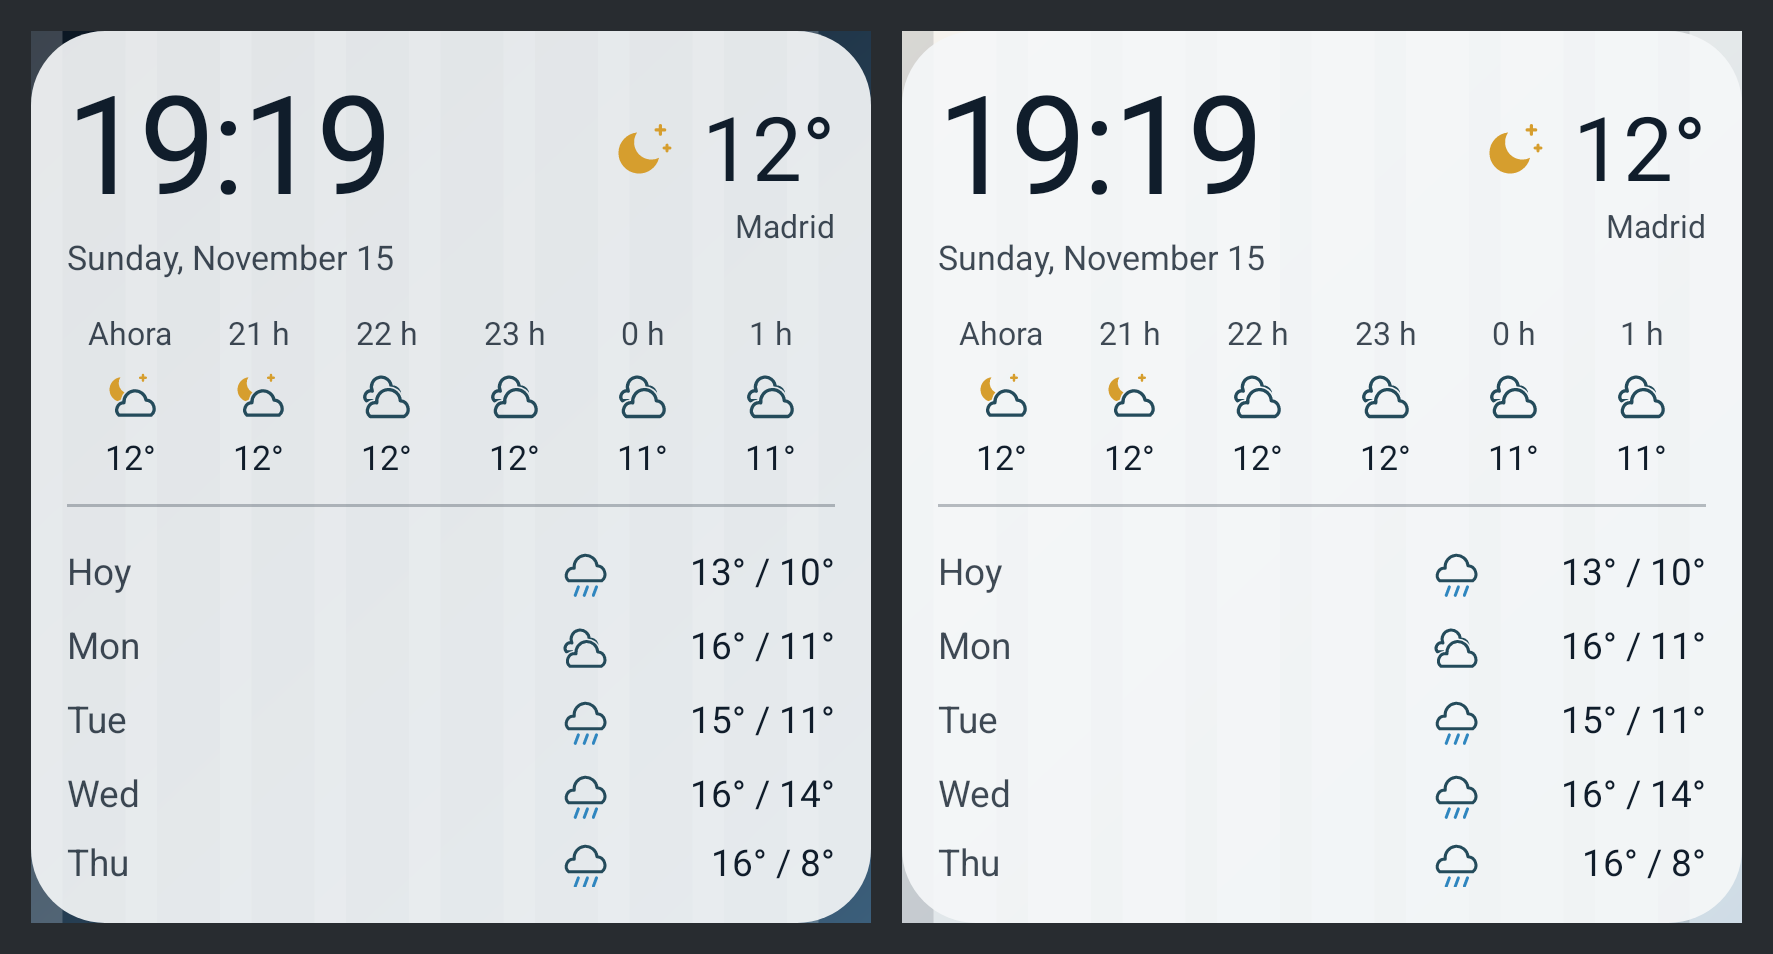 19:19
12°
Madrid
Sunday, November 15
Ahora 21 h 22 h 23 h 0 h 1 h
12° 12° 12° 12° 11° 11°
Hoy 13° / 10°
Mon 16° / 11°
Tue 15° / 11°
Wed 16° / 14°
Thu 16° / 8°
19:19
12°
Madrid
Sunday, November 15
Ahora 21 h 22 h 23 h 0 h 1 h
12° 12° 12° 12° 11° 11°
Hoy 13° / 10°
Mon 16° / 11°
Tue 15° / 11°
Wed 16° / 14°
Thu 16° / 8°